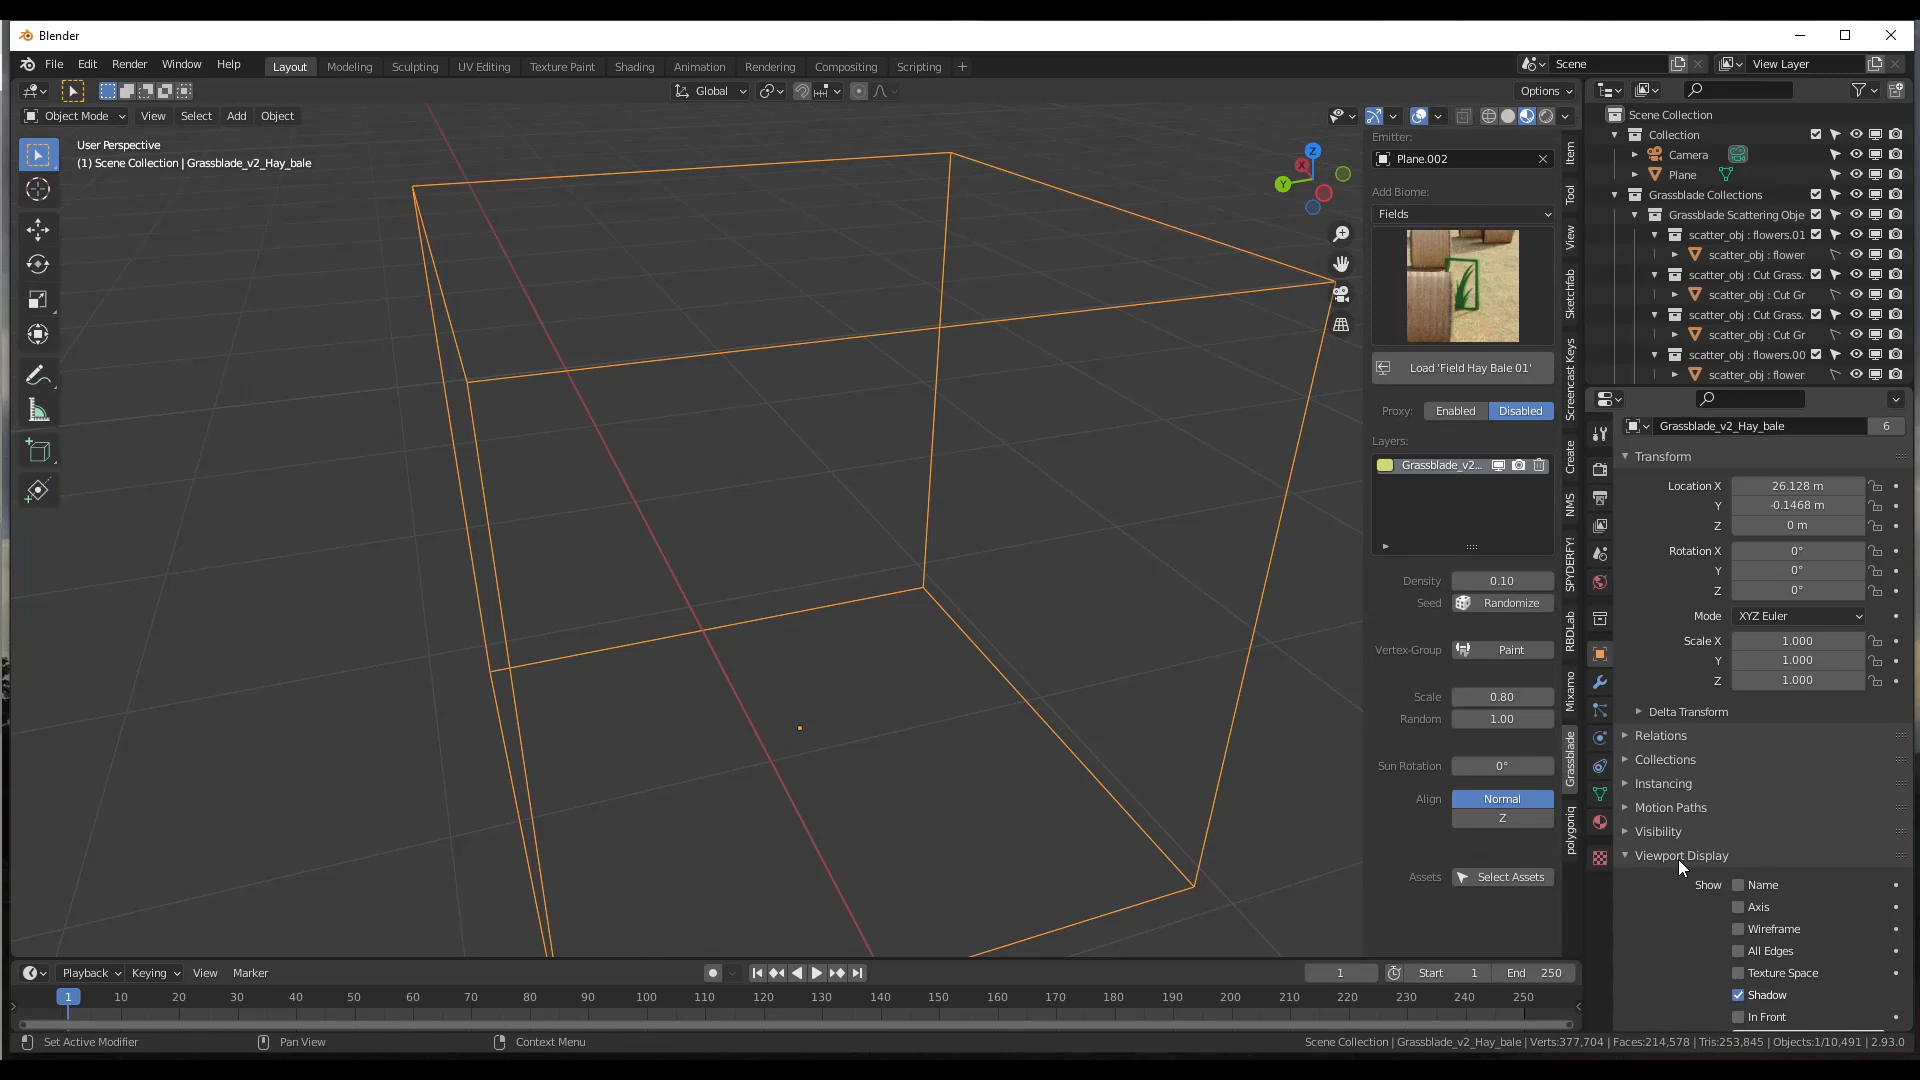 Blender
File Edit Render Window Help
Layout Modeling Sculpting UV Editing Texture Paint Shading Animation Rendering Compositing Scripting +
Scene
View Layer
Global
Options
Object Mode View Select Add Object
User Perspective
(1) Scene Collection | Grassblade_v2_Hay_bale
Z
X
Y
Emitter:
Plane.002
Add Biome:
Fields
Load 'Field Hay Bale 01'
Proxy: Enabled Disabled
Layers:
Grassblade_v2...
Density 0.10
Seed Randomize
Vertex-Group Paint
Scale 0.80
Random 1.00
Sun Rotation 0°
Align Normal
Z
Assets Select Assets
Item
Tool
View
Sketchfab
Screencast Keys
Create
NMS
SPYDERFY!
RBDLab
Mixamo
Grassblade
polygoniq
Scene Collection
Collection
Camera
Plane
Grassblade Collections
Grassblade Scattering Obje
scatter_obj : flowers.01
scatter_obj : flower
scatter_obj : Cut Grass.
scatter_obj : Cut Gr
scatter_obj : Cut Grass.
scatter_obj : Cut Gr
scatter_obj : flowers.00
scatter_obj : flower
Grassblade_v2_Hay_bale 6
Transform
Location X 26.128 m
Y -0.1468 m
Z 0 m
Rotation X 0°
Y 0°
Z 0°
Mode XYZ Euler
Scale X 1.000
Y 1.000
Z 1.000
Delta Transform
Relations
Collections
Instancing
Motion Paths
Visibility
Viewport Display
Show Name
Axis
Wireframe
All Edges
Texture Space
Shadow
In Front
Playback Keying View Marker
1 Start 1 End 250
1 10 20 30 40 50 60 70 80 90 100 110 120 130 140 150 160 170 180 190 200 210 220 230 240 250
Set Active Modifier Pan View Context Menu
Scene Collection | Grassblade_v2_Hay_bale | Verts:377,704 | Faces:214,578 | Tris:253,845 | Objects:1/10,491 | 2.93.0